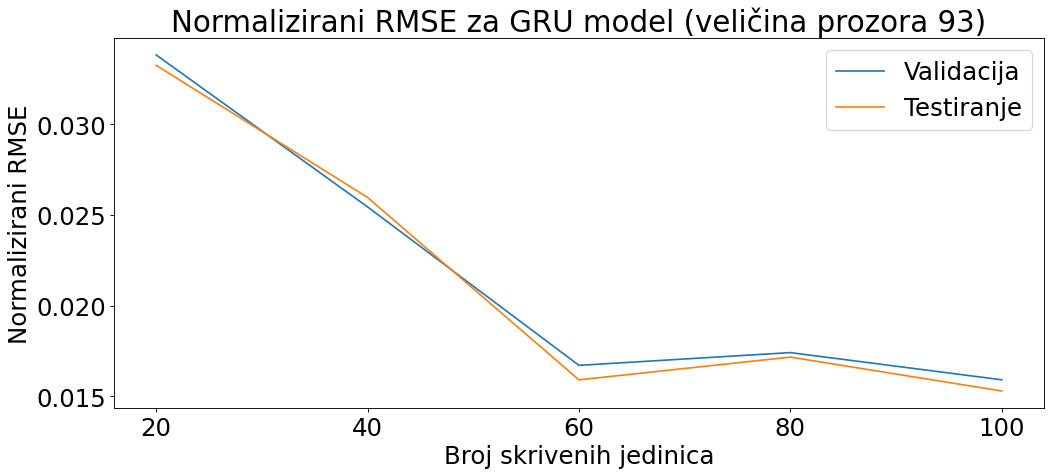 Normalizirani RMSE za GRU model (veličina prozora 93)
Validacija
Testiranje
Normalizirani RMSE
0.030
0.025
0.020
0.015
20 40 60 80 100
Broj skrivenih jedinica